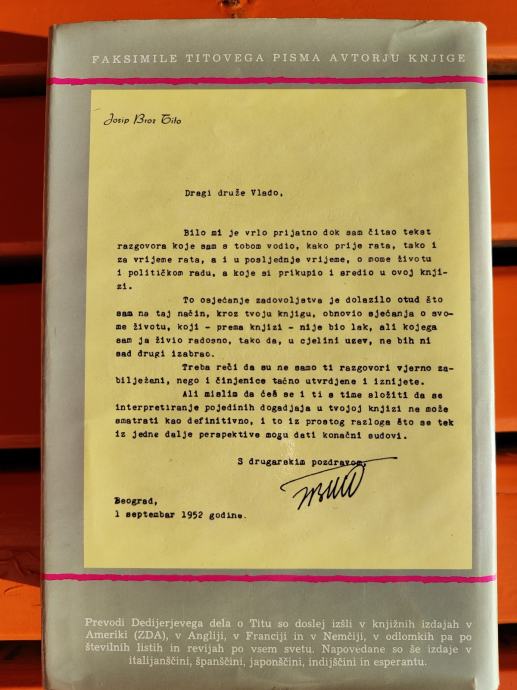 FAKSIMILE TITOVEGA PISMA AVTORJU KNJIGE
Josip Broz Tito
Dragi druže Vlado,
Bilo mi je vrlo prijatno dok sam čitao tekst
razgovora koje sam s tobom vodio, kako prije rata, tako i
za vrijeme rata, a i u posljednje vrijeme, o mome životu
i političkom radu, a koje si prikupio i sredio u ovoj knji-
zi.
To osjećanje zadovoljstva je dolazilo otud što
sam na taj način, kroz tvoju knjigu, obnovio sjećanja o svo-
me životu, koji - prema knjizi - nije bio lak, ali kojega
sam ja živio radosno, tako da, u cjelini uzev, ne bih ni
sad drugi izabrao.
Treba reći da su ne samo ti razgovori vjerno za-
bilježeni, nego i činjenice tačno utvrdjene i iznijete.
Ali mislim da ćeš se i ti s time složiti da se
interpretiranje pojedinih dogadjaja u tvojoj knjizi ne može
smatrati kao definitivno, i to iz prostog razloga što se tek
iz jedne dalje perspektive mogu dati konačni sudovi.
S drugarskim pozdravom,
Beograd,
1 septembar 1952 godine.
Prevodi Dedijerjevega dela o Titu so doslej izšli v knjižnih izdajah v
Ameriki (ZDA), v Angliji, v Franciji in v Nemčiji, v odlomkih pa po
številnih listih in revijah po vsem svetu. Napovedane so še izdaje v
italijanščini, španščini, japonščini, indijščini in esperantu.